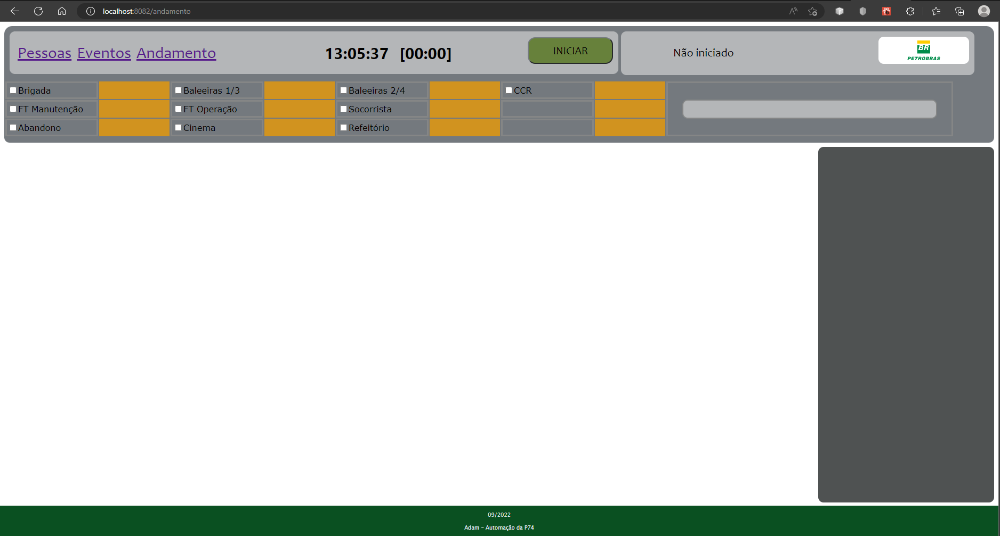 localhost:8082/andamento
Pessoas Eventos Andamento 13:05:37 [00:00] INICIAR Não iniciado BR
PETROBRAS
Brigada Baleeiras 1/3 Baleeiras 2/4 CCR
FT Manutenção FT Operação Socorrista
Abandono Cinema Refeitório
09/2022
Adam - Automação da P74